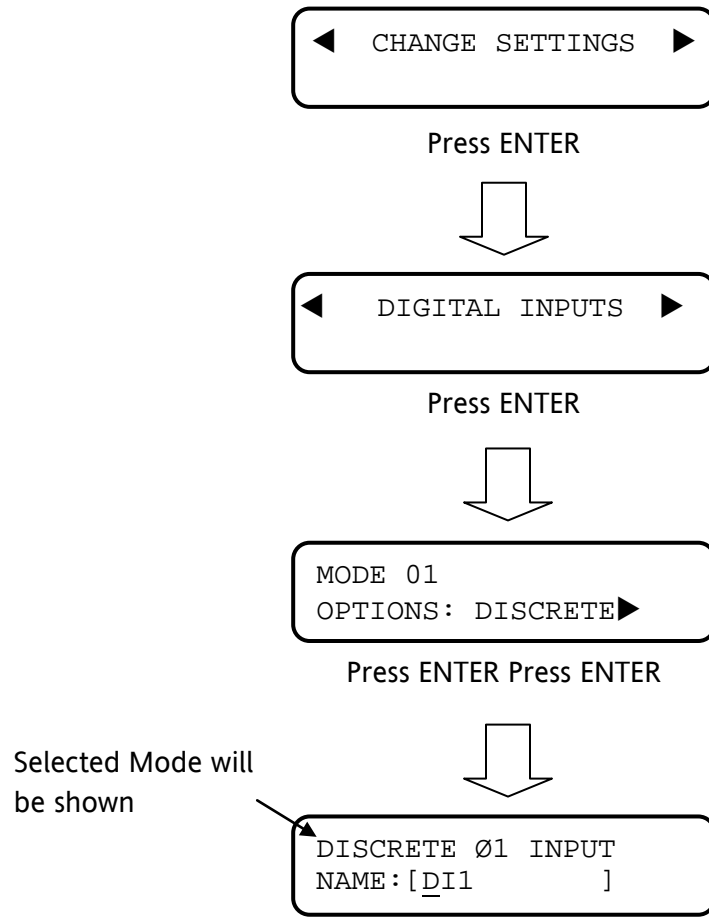 ◀ CHANGE SETTINGS ▶
Press ENTER
◀ DIGITAL INPUTS ▶
Press ENTER
MODE 01
OPTIONS: DISCRETE▶
Press ENTER Press ENTER
Selected Mode will
be shown
DISCRETE Ø1 INPUT
NAME:[DI1 ]